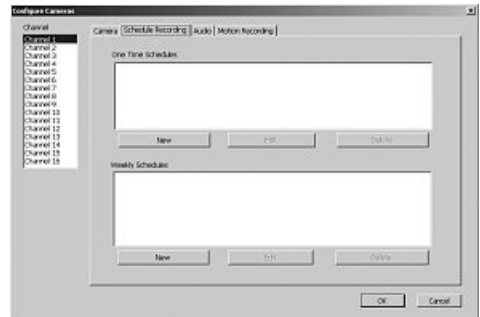 Configure Cameras
Channel
Channel 1
Channel 2
Channel 3
Channel 4
Channel 5
Channel 6
Channel 7
Channel 8
Channel 9
Channel 10
Channel 11
Channel 12
Channel 13
Channel 14
Channel 15
Channel 16
Camera Schedule Recording Audio Motion Recording
One Time Schedules
New Edit Delete
Weekly Schedules
New Edit Delete
OK Cancel